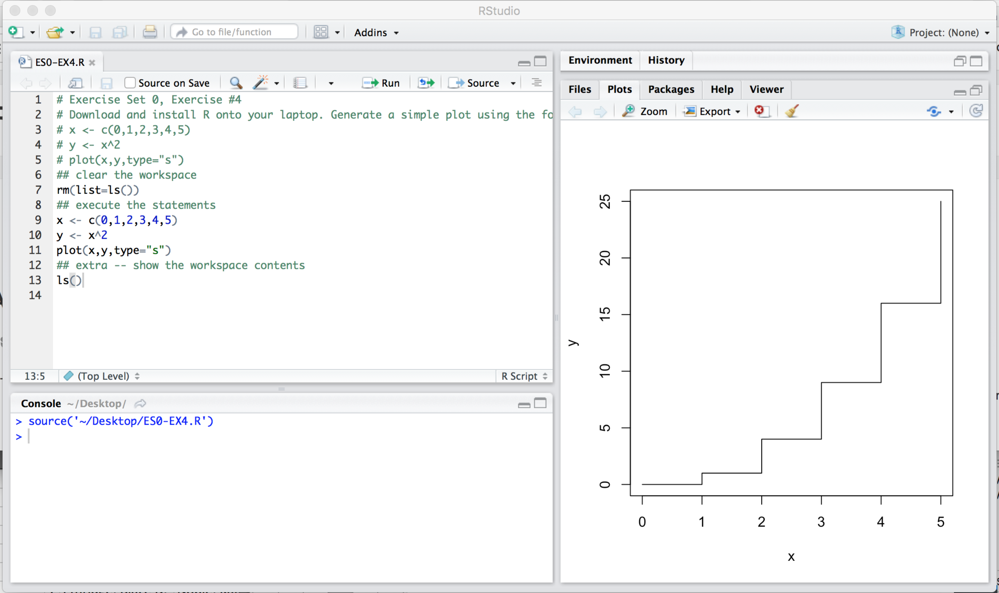 RStudio
Go to file/function
Addins
Project: (None)
ES0-EX4.R
Source on Save
Run
Source
1 # Exercise Set 0, Exercise #4
2 # Download and install R onto your laptop. Generate a simple plot using the fo
3 # x <- c(0,1,2,3,4,5)
4 # y <- x^2
5 # plot(x,y,type="s")
6 ## clear the workspace
7 rm(list=ls())
8 ## execute the statements
9 x <- c(0,1,2,3,4,5)
10 y <- x^2
11 plot(x,y,type="s")
12 ## extra -- show the workspace contents
13 ls()
14
13:5 (Top Level) R Script
Console ~/Desktop/
> source('~/Desktop/ES0-EX4.R')
>
Environment History
Files Plots Packages Help Viewer
Zoom Export
25
20
15
10
5
0
y
0 1 2 3 4 5
x